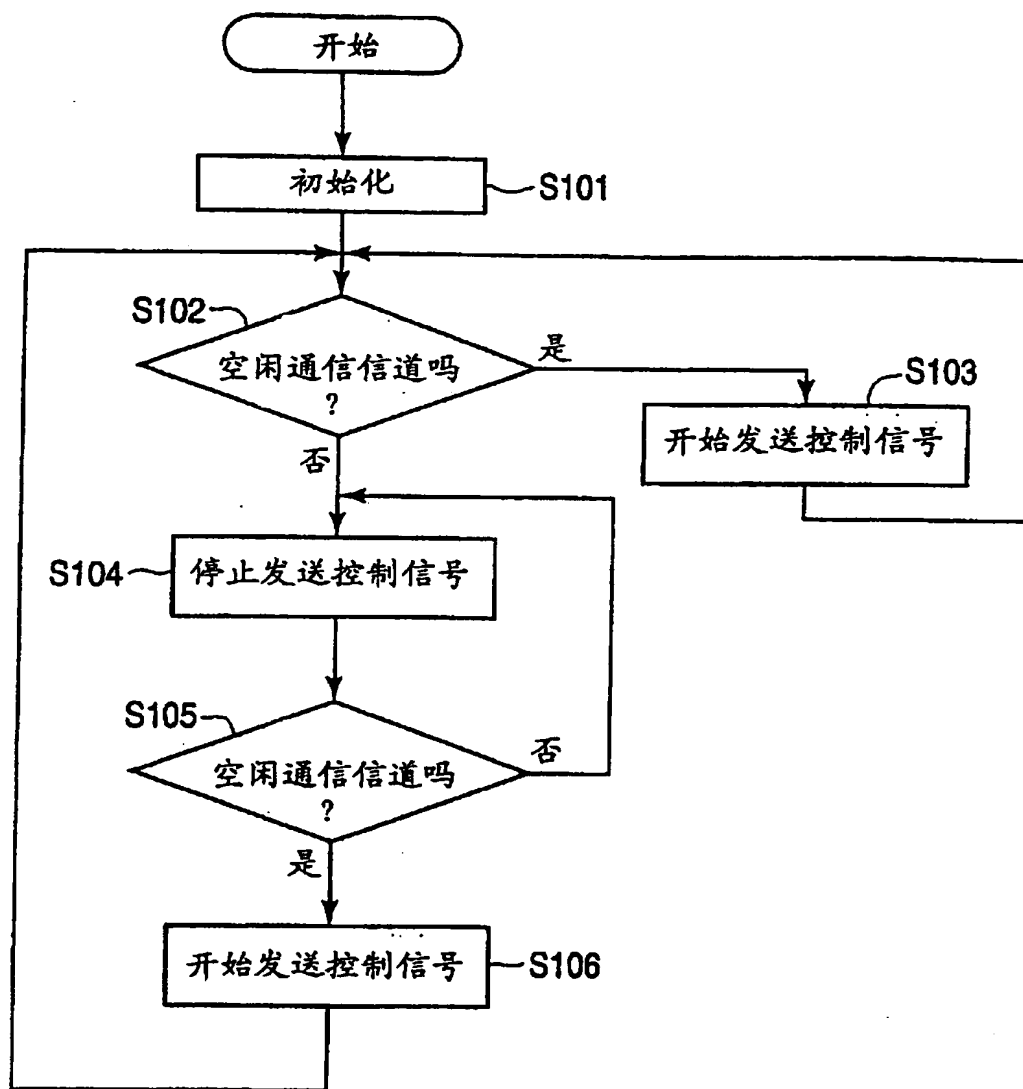 开始
初始化
S101
S102
空闲通信信道吗
?
是
S103
开始发送控制信号
否
S104
停止发送控制信号
S105
空闲通信信道吗
?
否
是
开始发送控制信号
S106